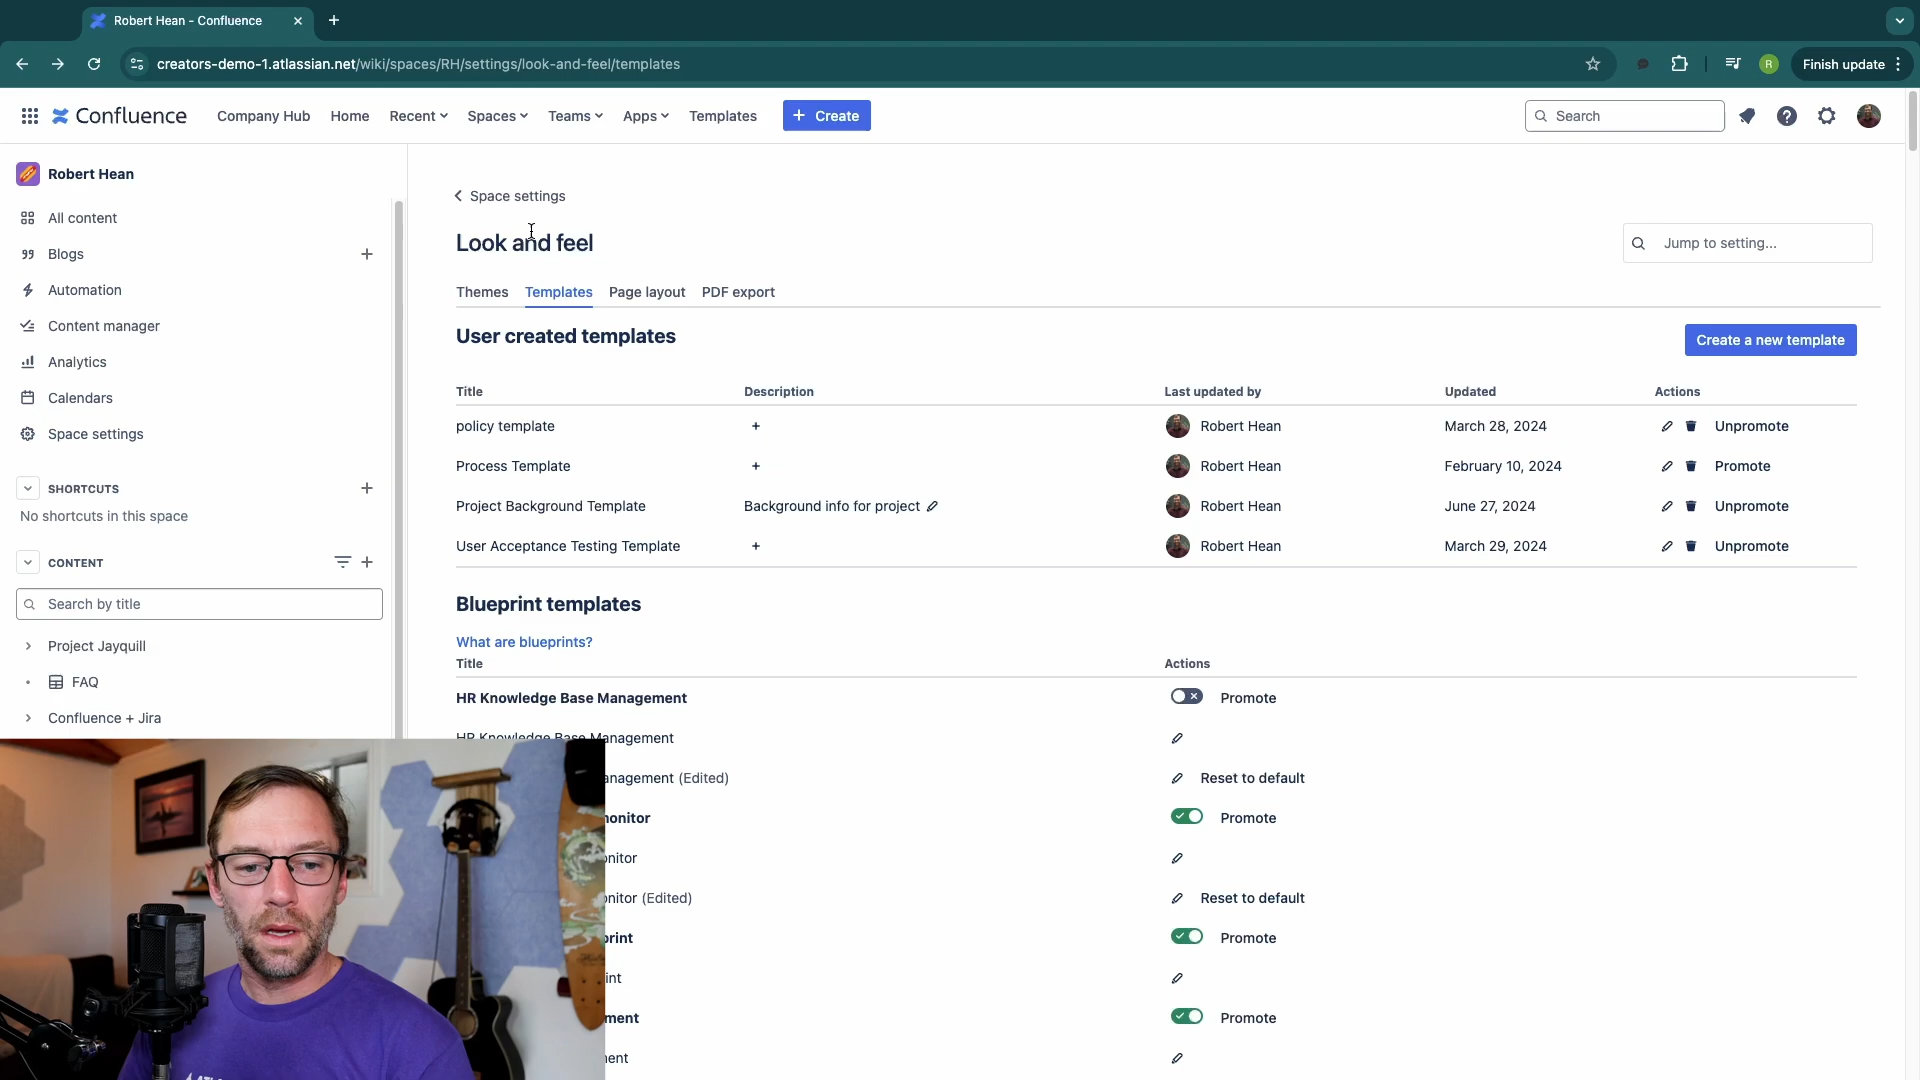 Robert Hean - Confluence
creators-demo-1.atlassian.net/wiki/spaces/RH/settings/look-and-feel/templates
R
Finish update
Confluence
Company Hub
Home
Recent
Spaces
Teams
Apps
Templates
+ Create
Search
Robert Hean
All content
Blogs
Automation
Content manager
Analytics
Calendars
Space settings
SHORTCUTS
No shortcuts in this space
CONTENT
Search by title
Project Jayquill
FAQ
Confluence + Jira
Space settings
Look and feel
Jump to setting...
Themes Templates Page layout PDF export
User created templates
Create a new template
Title Description Last updated by Updated Actions
policy template + Robert Hean March 28, 2024 Unpromote
Process Template + Robert Hean February 10, 2024 Promote
Project Background Template Background info for project Robert Hean June 27, 2024 Unpromote
User Acceptance Testing Template + Robert Hean March 29, 2024 Unpromote
Blueprint templates
What are blueprints?
Title Actions
HR Knowledge Base Management Promote
HR Knowledge Base Management
anagement (Edited) Reset to default
onitor Promote
nitor
nitor (Edited) Reset to default
rint Promote
int
ment Promote
ent